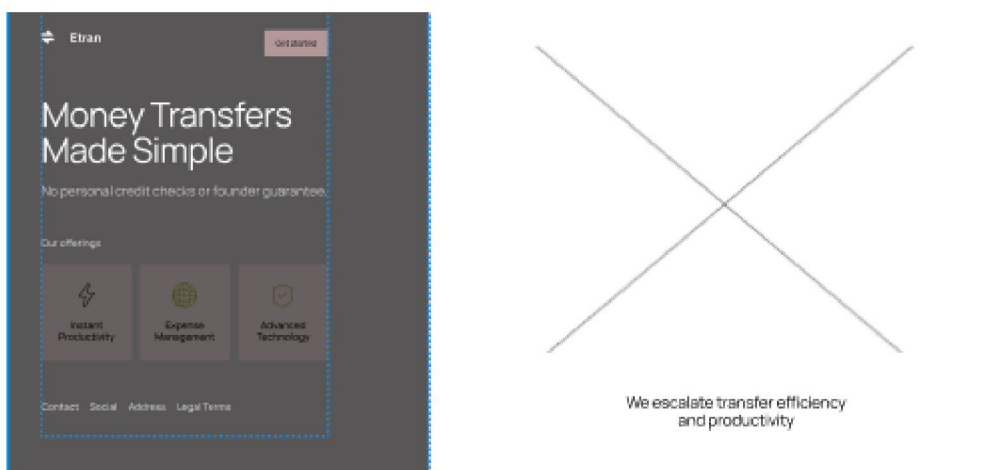 Etran
Get started
Money Transfers
Made Simple
No personal credit checks or founder guarantee.
Our offerings
Instant
Productivity
Expense
Management
Advanced
Technology
Contact Social Address Legal Terms
We escalate transfer efficiency
and productivity